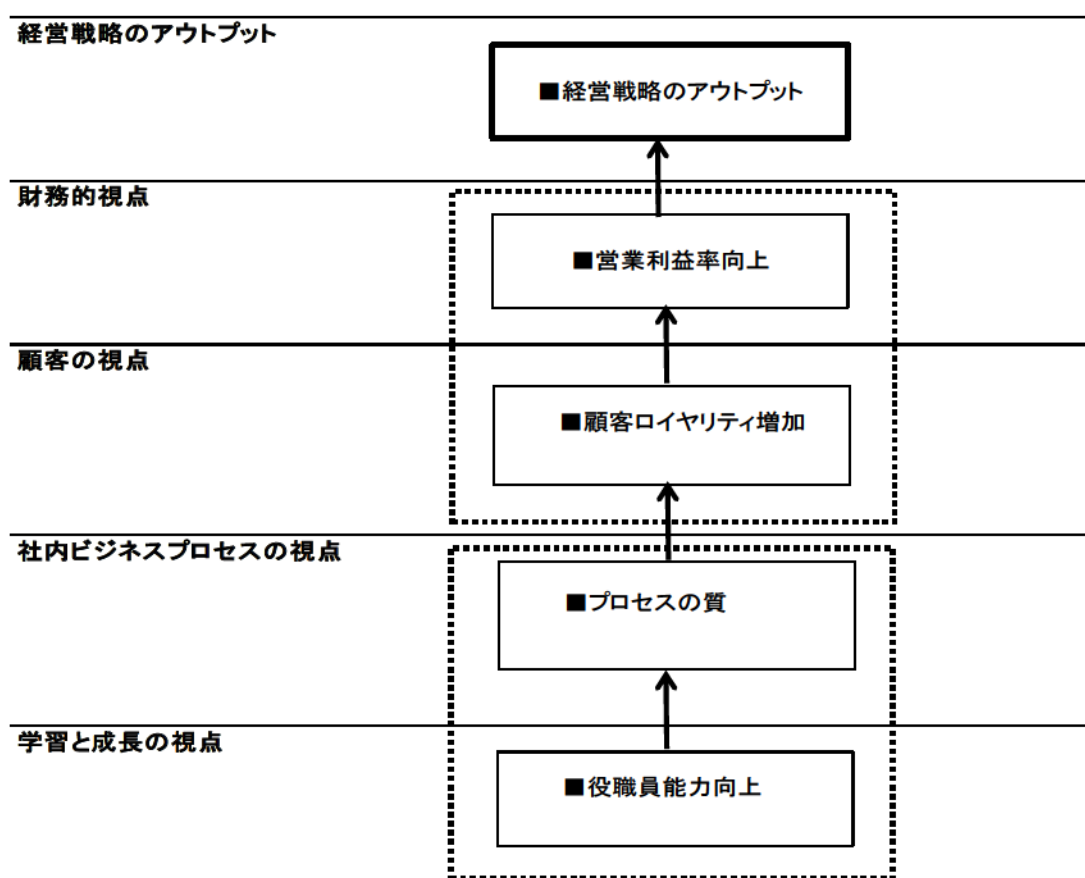 経営戦略のアウトプット
■経営戦略のアウトプット
財務的視点
■営業利益率向上
顧客の視点
■顧客ロイヤリティ増加
社内ビジネスプロセスの視点
■プロセスの質
学習と成長の視点
■役職員能力向上